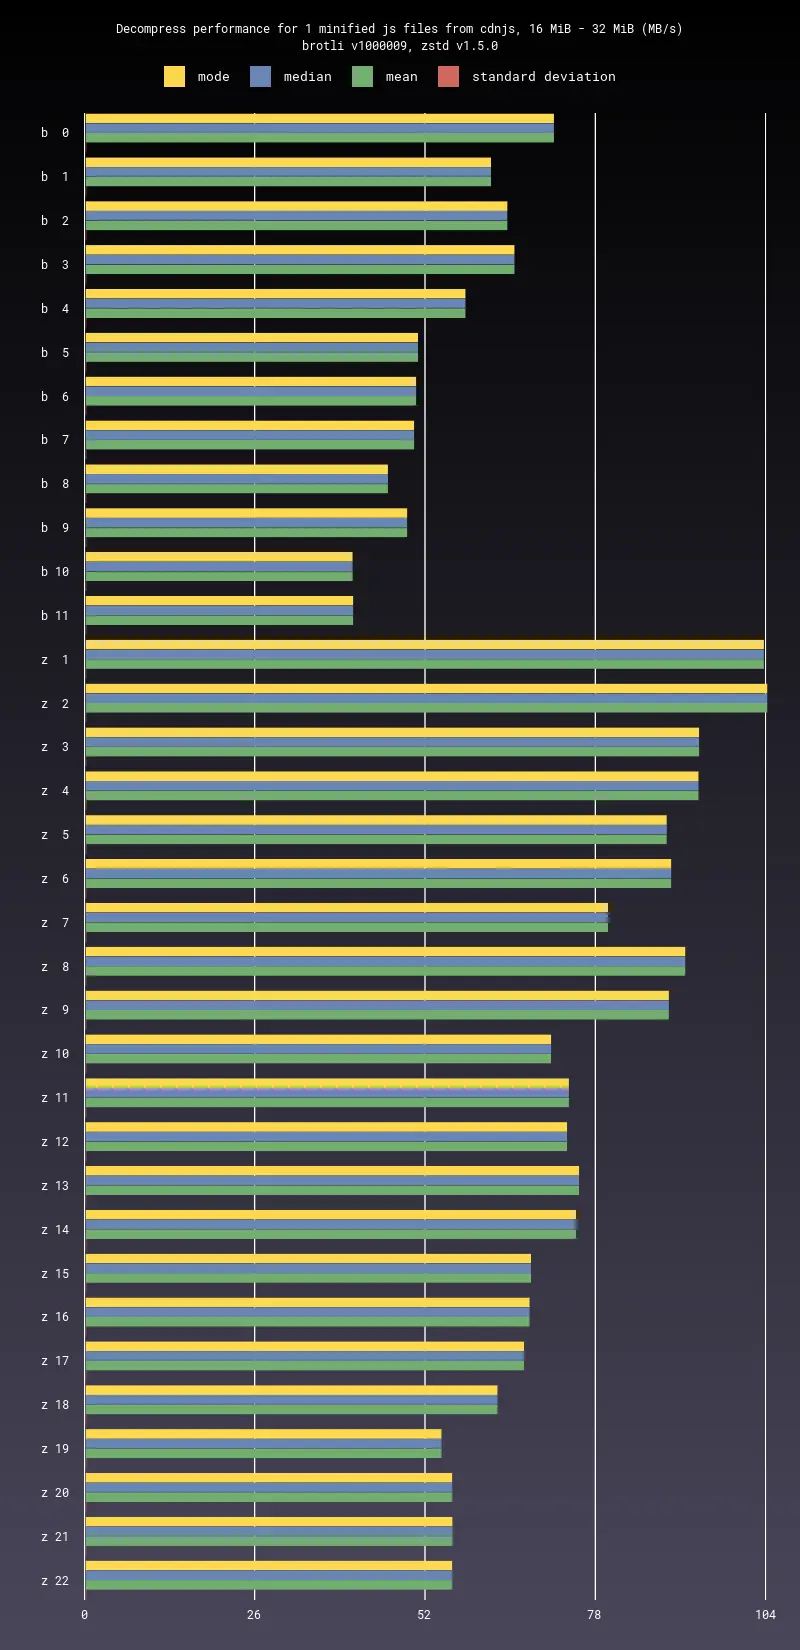 Decompress performance for 1 minified js files from cdnjs, 16 MiB - 32 MiB (MB/s)
brotli v1000009, zstd v1.5.0
mode median mean standard deviation
b 0
b 1
b 2
b 3
b 4
b 5
b 6
b 7
b 8
b 9
b 10
b 11
z 1
z 2
z 3
z 4
z 5
z 6
z 7
z 8
z 9
z 10
z 11
z 12
z 13
z 14
z 15
z 16
z 17
z 18
z 19
z 20
z 21
z 22
0 26 52 78 104